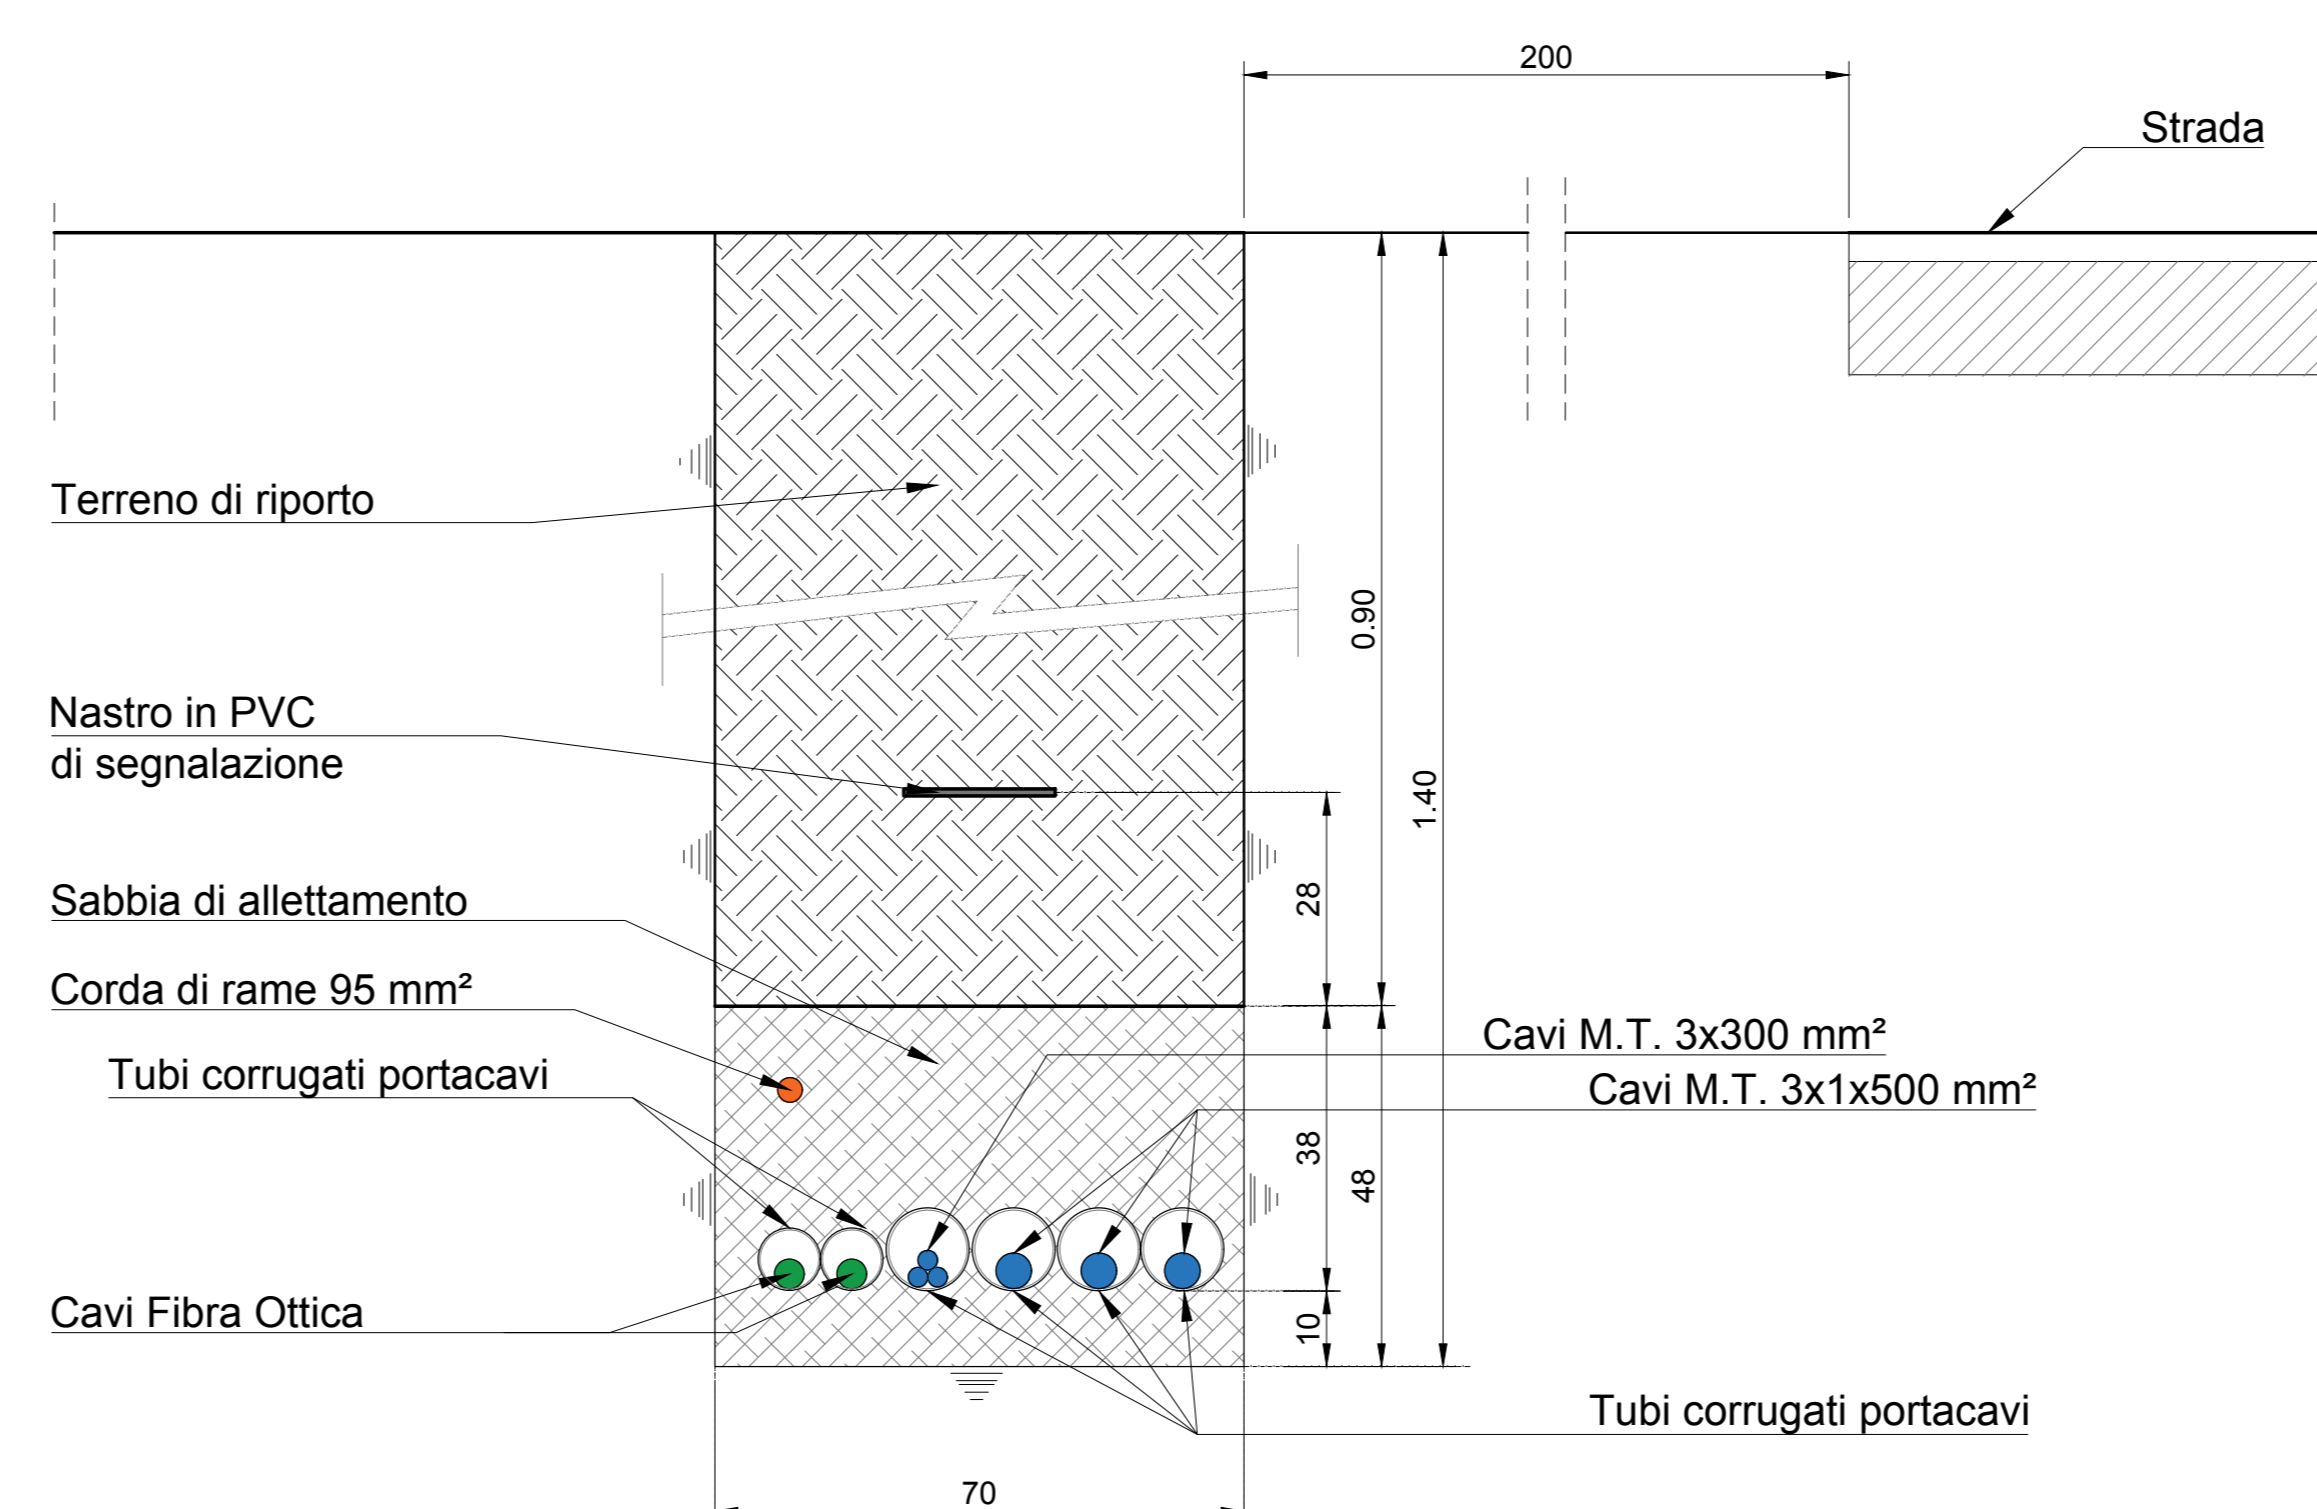 200
Strada
Terreno di riporto
0.90
Nastro in PVC
di segnalazione
1.40
28
Sabbia di allettamento
Corda di rame 95 mm²
Cavi M.T. 3x300 mm²
Tubi corrugati portacavi
Cavi M.T. 3x1x500 mm²
38
48
Cavi Fibra Ottica
10
Tubi corrugati portacavi
70